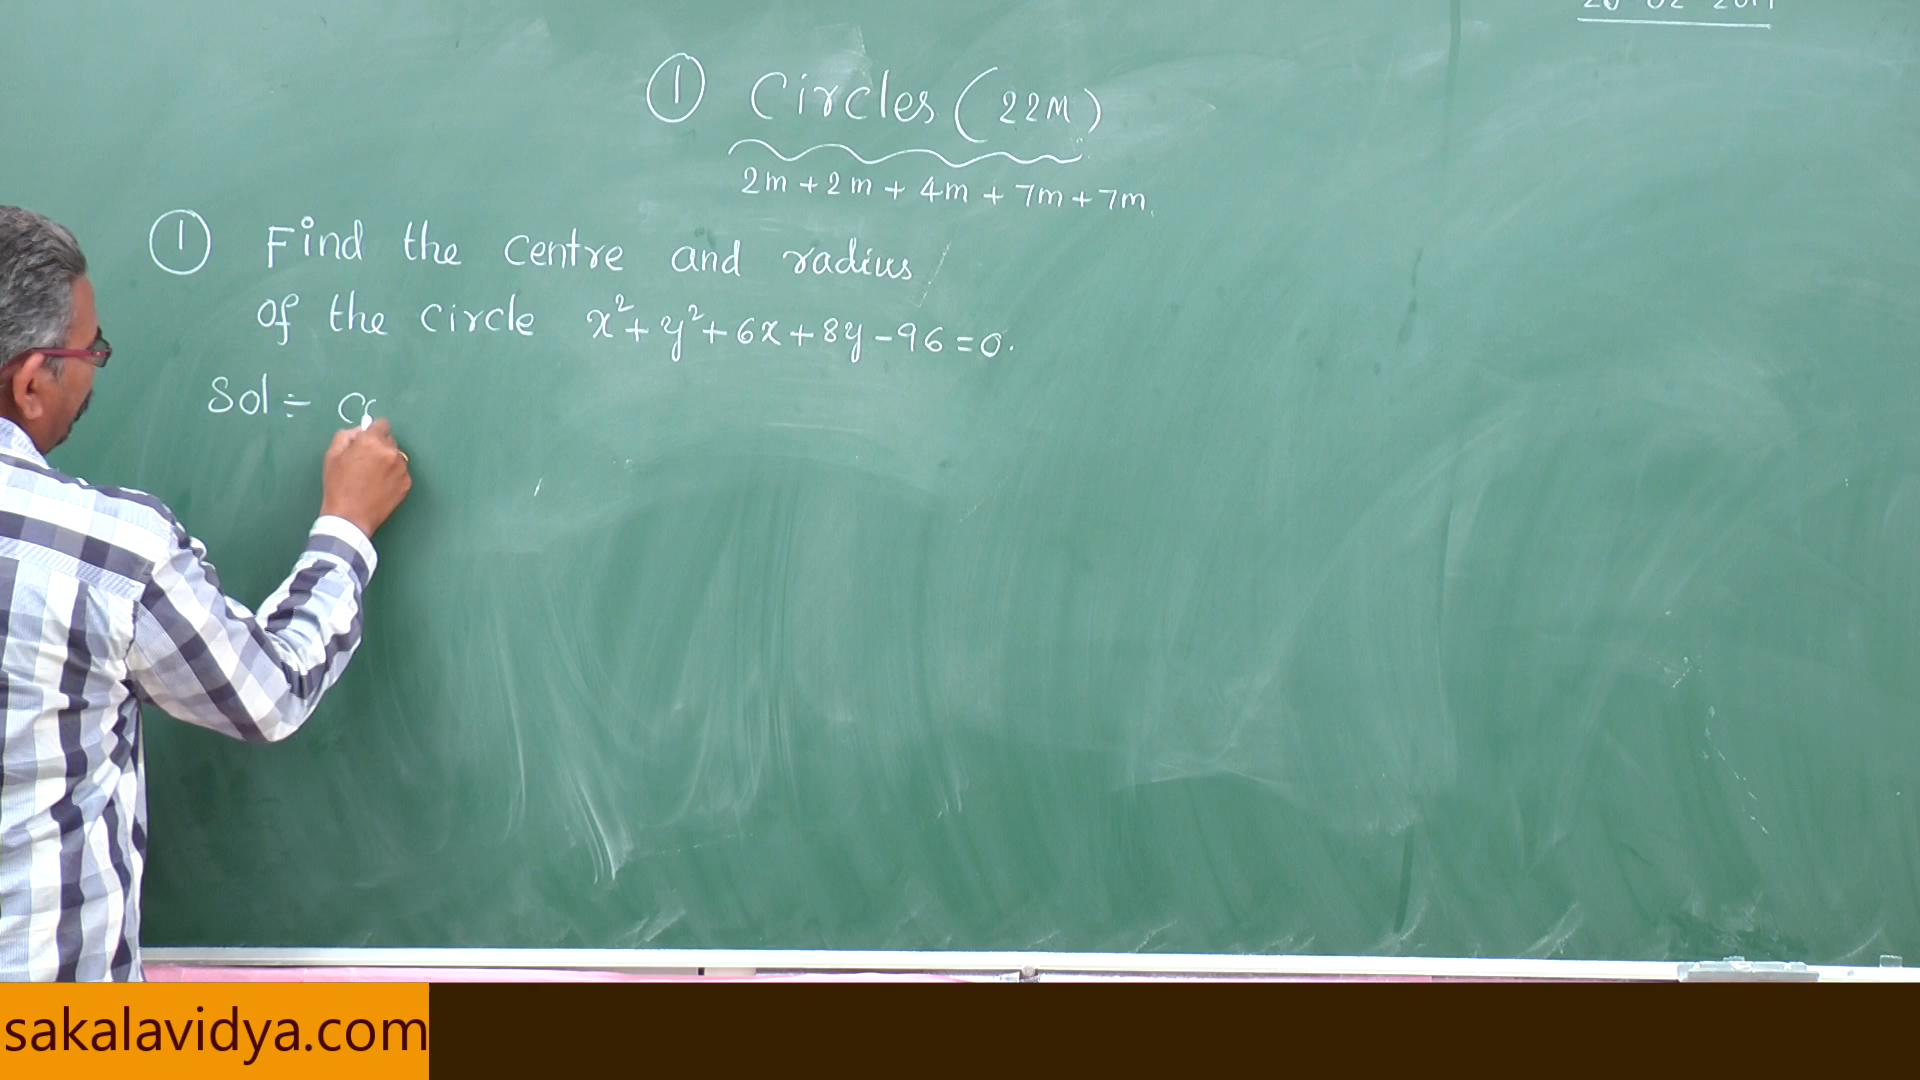 ① Circles (22M)
2m + 2m + 4m + 7m + 7m.
① Find the centre and radius
of the circle x²+ y²+ 6x + 8y - 96 = 0.
Sol :-
sakalavidya.com